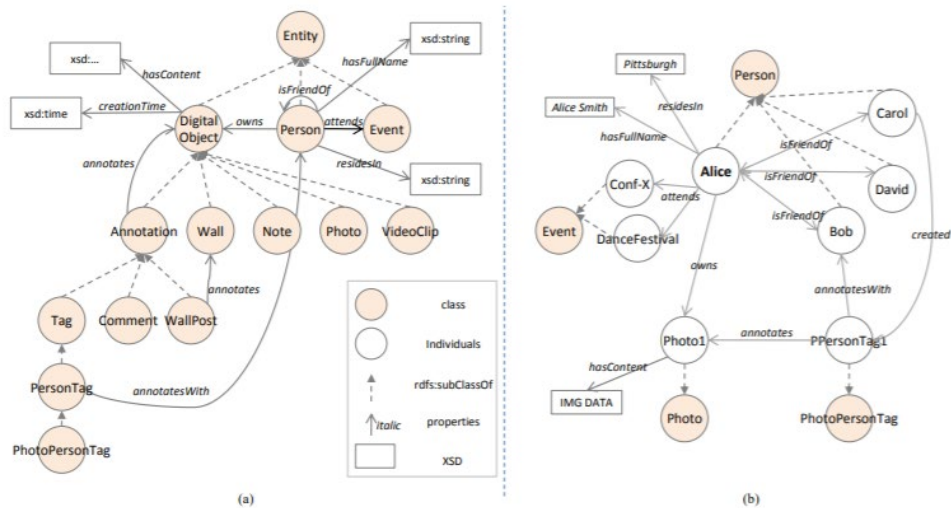 Entity
xsd:string
xsd:...
hasContent
hasFullName
isFriendOf
xsd:time
creationTime
Digital
Object
owns
Person
attends
Event
annotates
residesIn
xsd:string
Annotation
Wall
Note
Photo
VideoClip
annotates
Tag
Comment
WallPost
PersonTag
annotatesWith
PhotoPersonTag
class
Individuals
rdfs:subClassOf
italic
properties
XSD
(a)
Pittsburgh
Person
Alice Smith
residesIn
hasFullName
Carol
isFriendOf
Alice
Conf-X
isFriendOf
David
attends
isFriendOf
Event
DanceFestival
Bob
created
owns
annotatesWith
Photo1
annotates
PPersonTag1
hasContent
IMG DATA
Photo
PhotoPersonTag
(b)